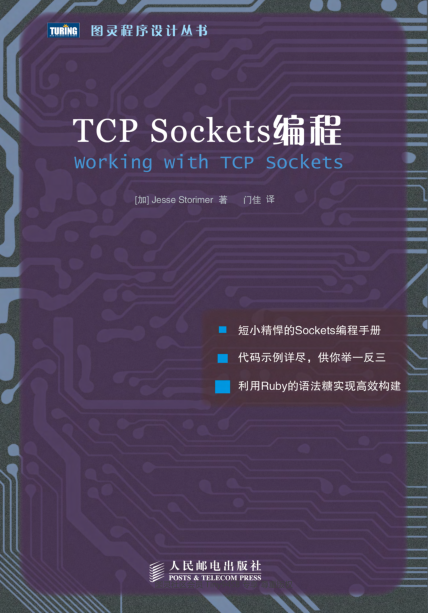 TURING 图灵程序设计丛书
TCP Sockets编程
Working with TCP Sockets
[加] Jesse Storimer 著 门佳 译
短小精悍的Sockets编程手册
代码示例详尽，供你举一反三
利用Ruby的语法糖实现高效构建
人民邮电出版社
POSTS & TELECOM PRESS